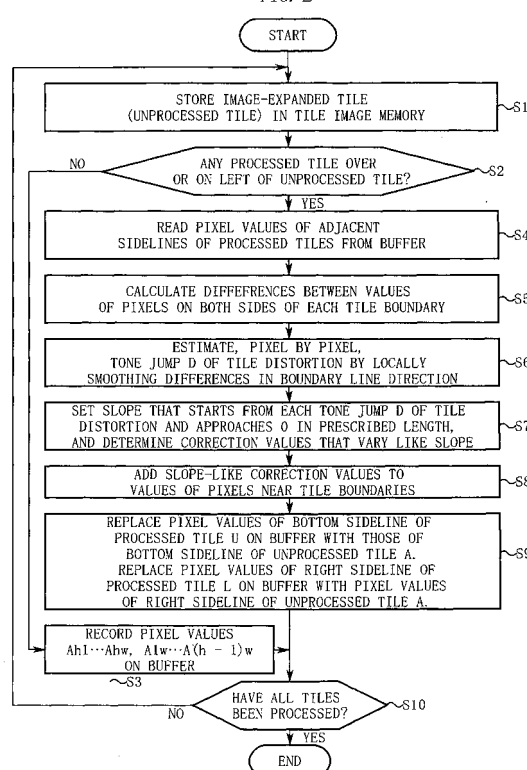 FIG. 2
START
STORE IMAGE-EXPANDED TILE
(UNPROCESSED TILE) IN TILE IMAGE MEMORY
S1
NO
ANY PROCESSED TILE OVER
OR ON LEFT OF UNPROCESSED TILE?
S2
YES
READ PIXEL VALUES OF ADJACENT
SIDELINES OF PROCESSED TILES FROM BUFFER
S4
CALCULATE DIFFEFRENCES BETWEEN VALUES
OF PIXELS ON BOTH SIDES OF EACH TILE BOUNDARY
S5
ESTIMATE, PIXEL BY PIXEL,
TONE JUMP D OF TILE DISTORTION BY LOCALLY
SMOOTHING DIFFERENCES IN BOUNDARY LINE DIRECTION
S6
SET SLOPE THAT STARTS FROM EACH TONE JUMP D OF TILE
DISTORTION AND APPROACHES 0 IN PRESCRIBED LENGTH,
AND DETERMINE CORRECTION VALUES THAT VARY LIKE SLOPE
S7
ADD SLOPE-LIKE CORRECTION VALUES TO
VALUES OF PIXELS NEAR TILE BOUNDARIES
S8
REPLACE PIXEL VALUES OF BOTTOM SIDELINE OF
PROCESSED TILE U ON BUFFER WITH THOSE OF
BOTTOM SIDELINE OF UNPROCESSED TILE A.
REPLACE PIXEL VALUES OF RIGHT SIDELINE OF
PROCESSED TILE L ON BUFFER WITH PIXEL VALUES
OF RIGHT SIDELINE OF UNPROCESSED TILE A.
S9
RECORD PIXEL VALUES
Ah1···Ahw, A1w···A(h - 1)w
ON BUFFER
S3
HAVE ALL TILES
BEEN PROCESSED?
S10
NO
YES
END